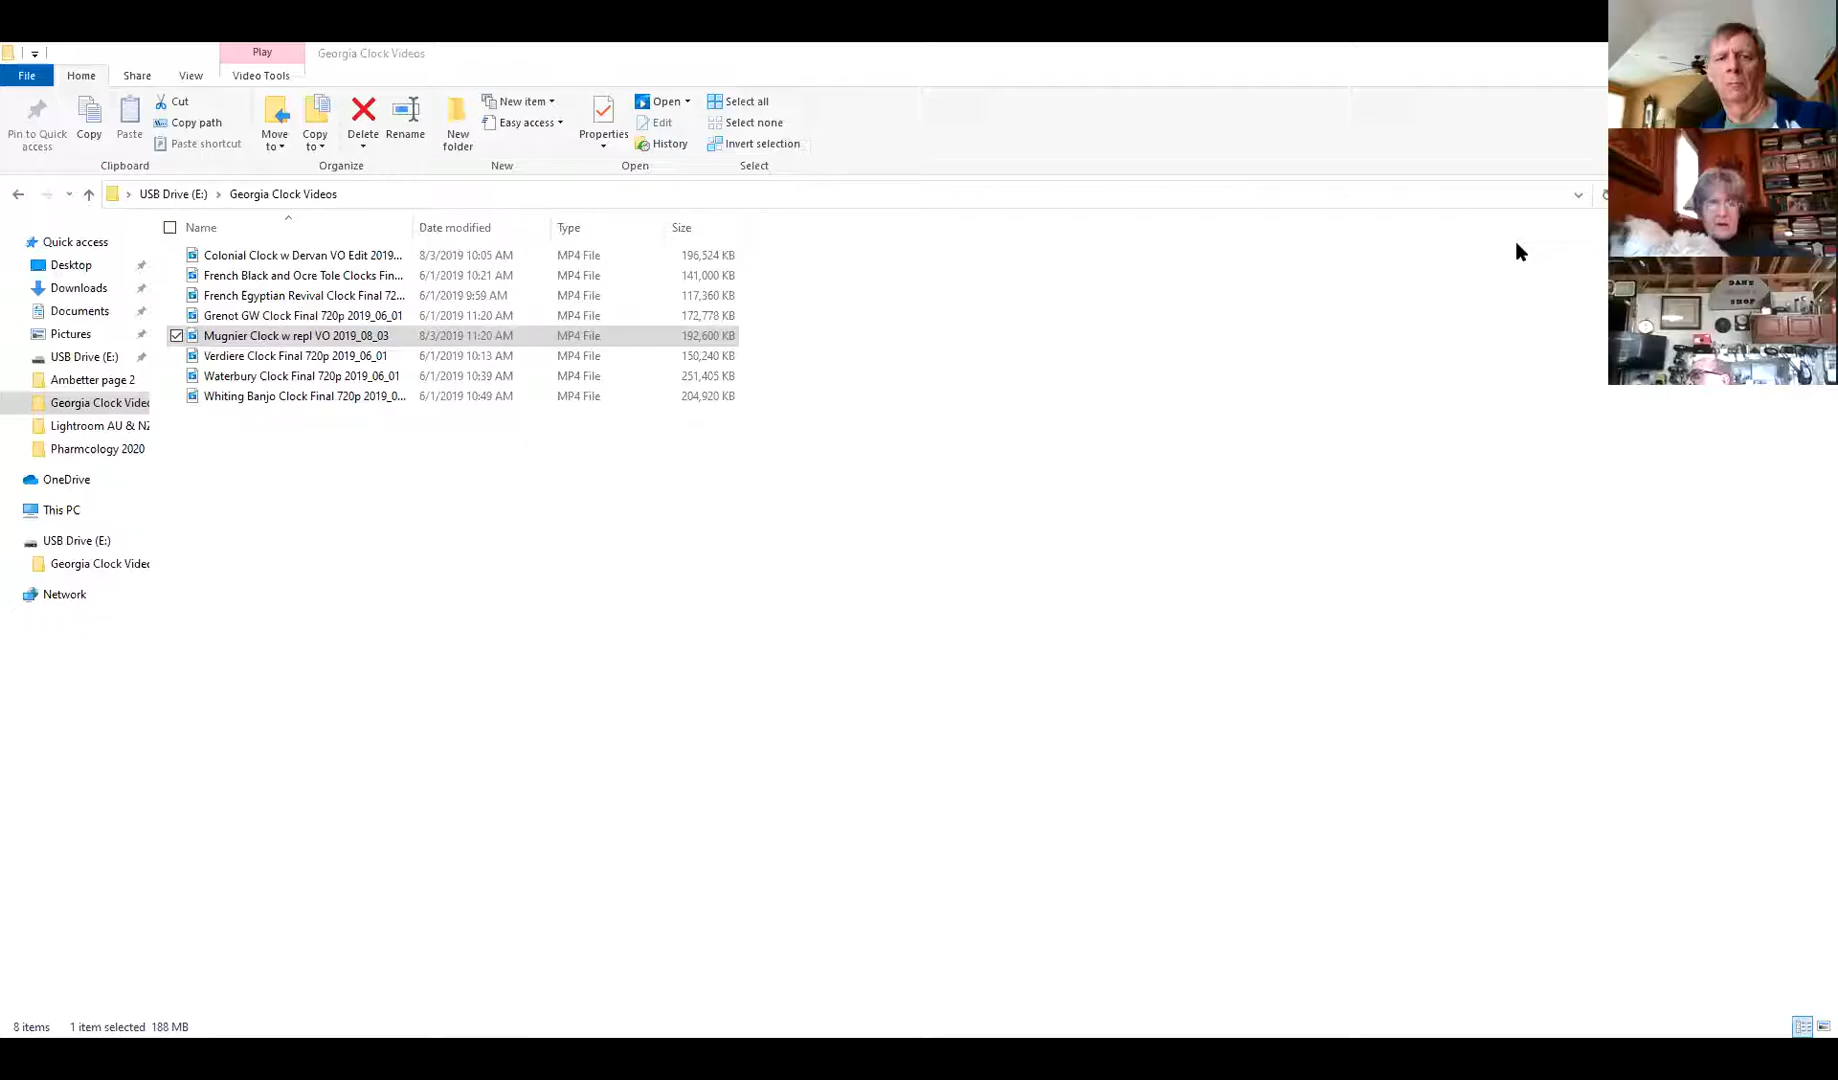 Play
Georgia Clock Videos
File
Home
Share
View
Video Tools
Pin to Quick access
Copy
Paste
Cut
Copy path
Paste shortcut
Clipboard
Move to
Copy to
Delete
Rename
Organize
New folder
New item
Easy access
New
Properties
Open
Edit
History
Open
Select all
Select none
Invert selection
Select
USB Drive (E:) > Georgia Clock Videos
Name
Date modified
Type
Size
Colonial Clock w Dervan VO Edit 2019... 8/3/2019 10:05 AM MP4 File 196,524 KB
French Black and Ocre Tole Clocks Fin... 6/1/2019 10:21 AM MP4 File 141,000 KB
French Egyptian Revival Clock Final 72... 6/1/2019 9:59 AM MP4 File 117,360 KB
Grenot GW Clock Final 720p 2019_06_01 6/1/2019 11:20 AM MP4 File 172,778 KB
Mugnier Clock w repl VO 2019_08_03 8/3/2019 11:20 AM MP4 File 192,600 KB
Verdiere Clock Final 720p 2019_06_01 6/1/2019 10:13 AM MP4 File 150,240 KB
Waterbury Clock Final 720p 2019_06_01 6/1/2019 10:39 AM MP4 File 251,405 KB
Whiting Banjo Clock Final 720p 2019_0... 6/1/2019 10:49 AM MP4 File 204,920 KB
Quick access
Desktop
Downloads
Documents
Pictures
USB Drive (E:)
Ambetter page 2
Georgia Clock Videc
Lightroom AU & NZ
Pharmcology 2020
OneDrive
This PC
USB Drive (E:)
Georgia Clock Videc
Network
8 items 1 item selected 188 MB
SHOP